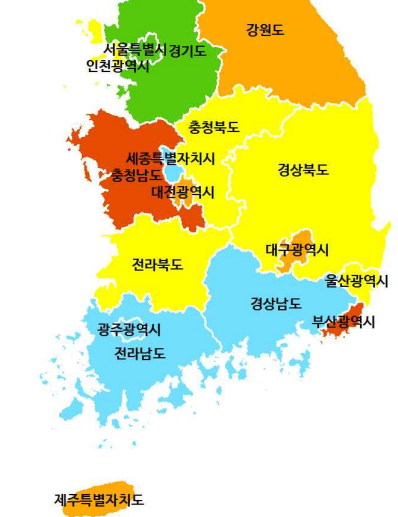 강원도
서울특별시
경기도
인천광역시
충청북도
세종특별자치시
충청남도
경상북도
대전광역시
대구광역시
전라북도
울산광역시
경상남도
부산광역시
광주광역시
전라남도
제주특별자치도